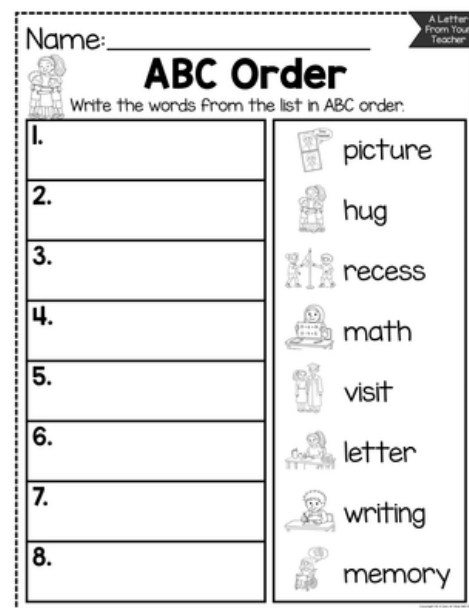 A Letter
From Your
Teacher
Name:
ABC Order
Write the words from the list in ABC order.
1.
2.
3.
4.
5.
6.
7.
8.
picture
hug
recess
math
visit
letter
writing
memory